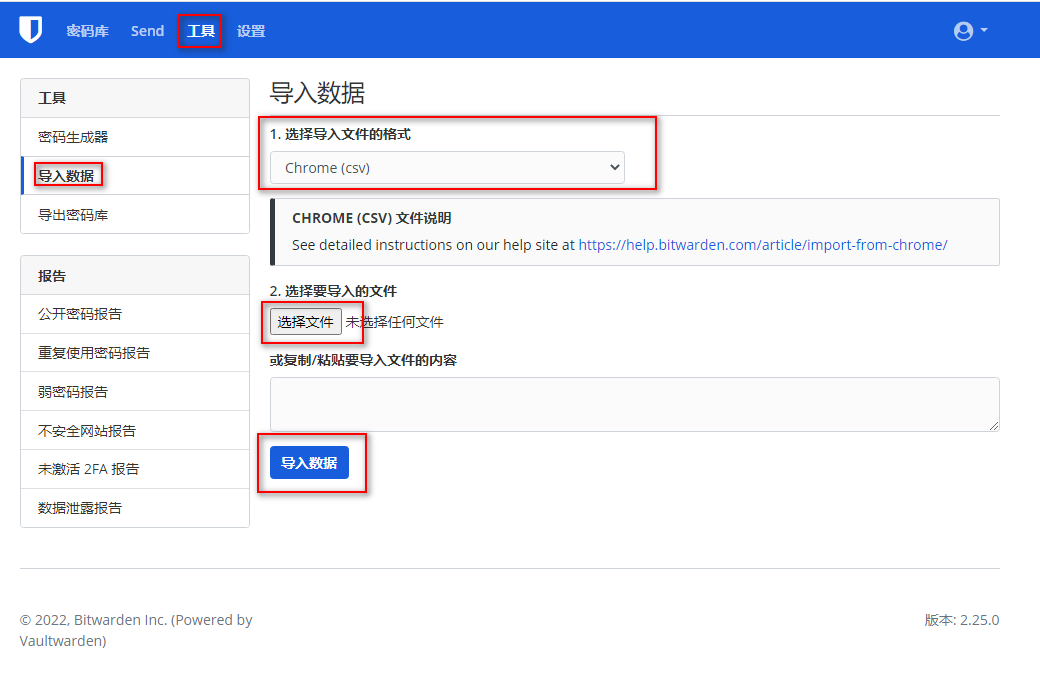 密码库 Send 工具 设置
工具
密码生成器
导入数据
导出密码库
报告
公开密码报告
重复使用密码报告
弱密码报告
不安全网站报告
未激活 2FA 报告
数据泄露报告
导入数据
1. 选择导入文件的格式
Chrome (csv)
CHROME (CSV) 文件说明
See detailed instructions on our help site at https://help.bitwarden.com/article/import-from-chrome/
2. 选择要导入的文件
选择文件 未选择任何文件
或复制/粘贴要导入文件的内容
导入数据
© 2022, Bitwarden Inc. (Powered by
Vaultwarden)
版本: 2.25.0